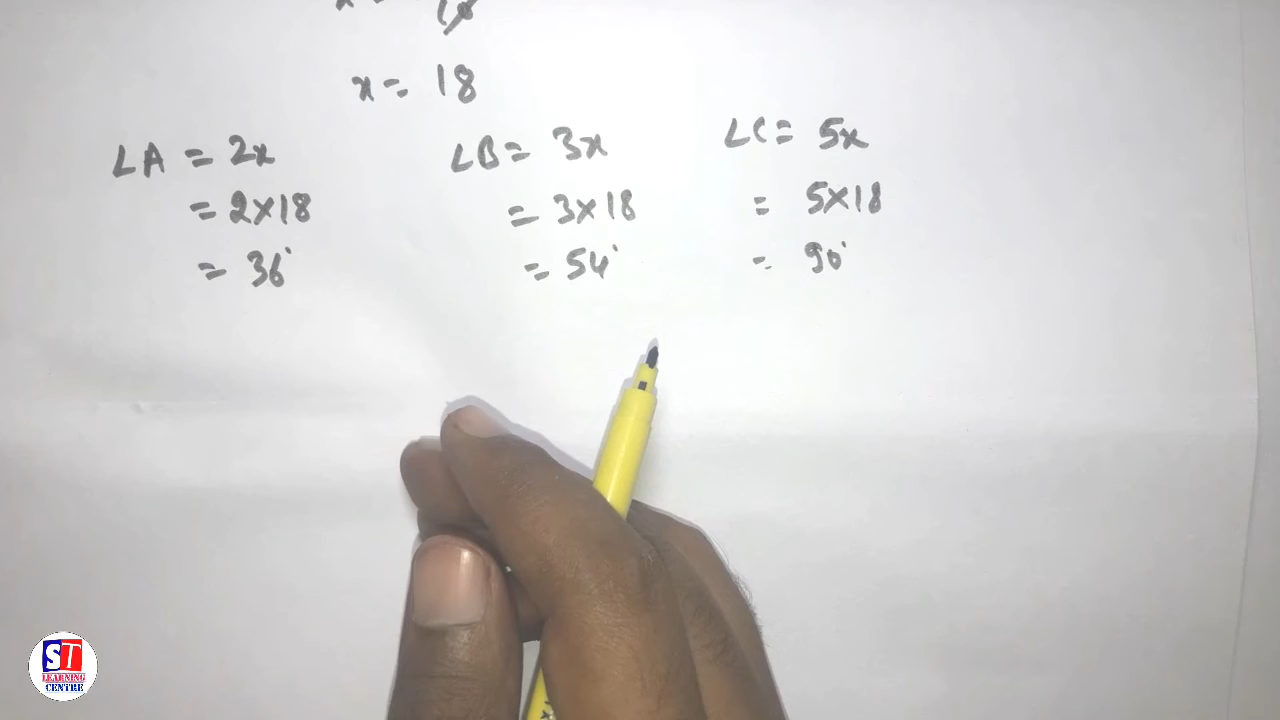 x = 18
∠A = 2x
= 2×18
= 36°
∠B = 3x
= 3×18
= 54°
∠C = 5x
= 5×18
= 90°
ST
LEARNING
CENTRE